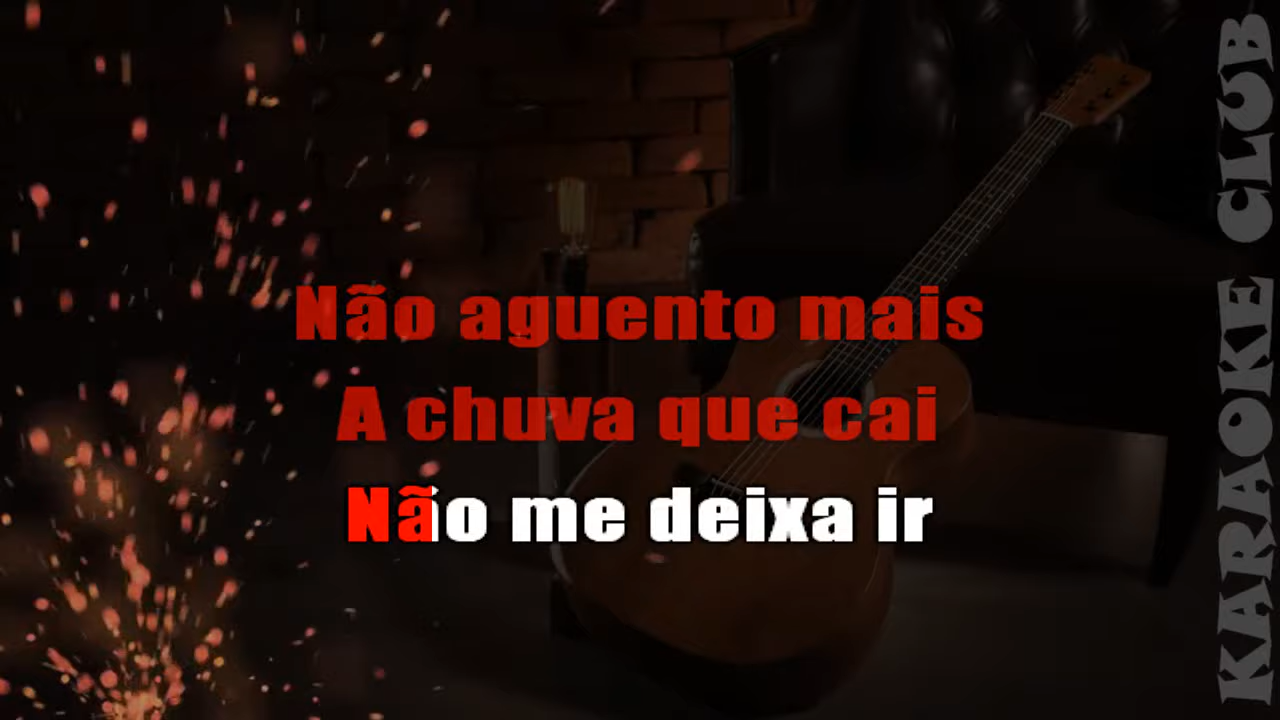 Não aguento mais
A chuva que cai
Não me deixa ir
KARAOKE CLUB